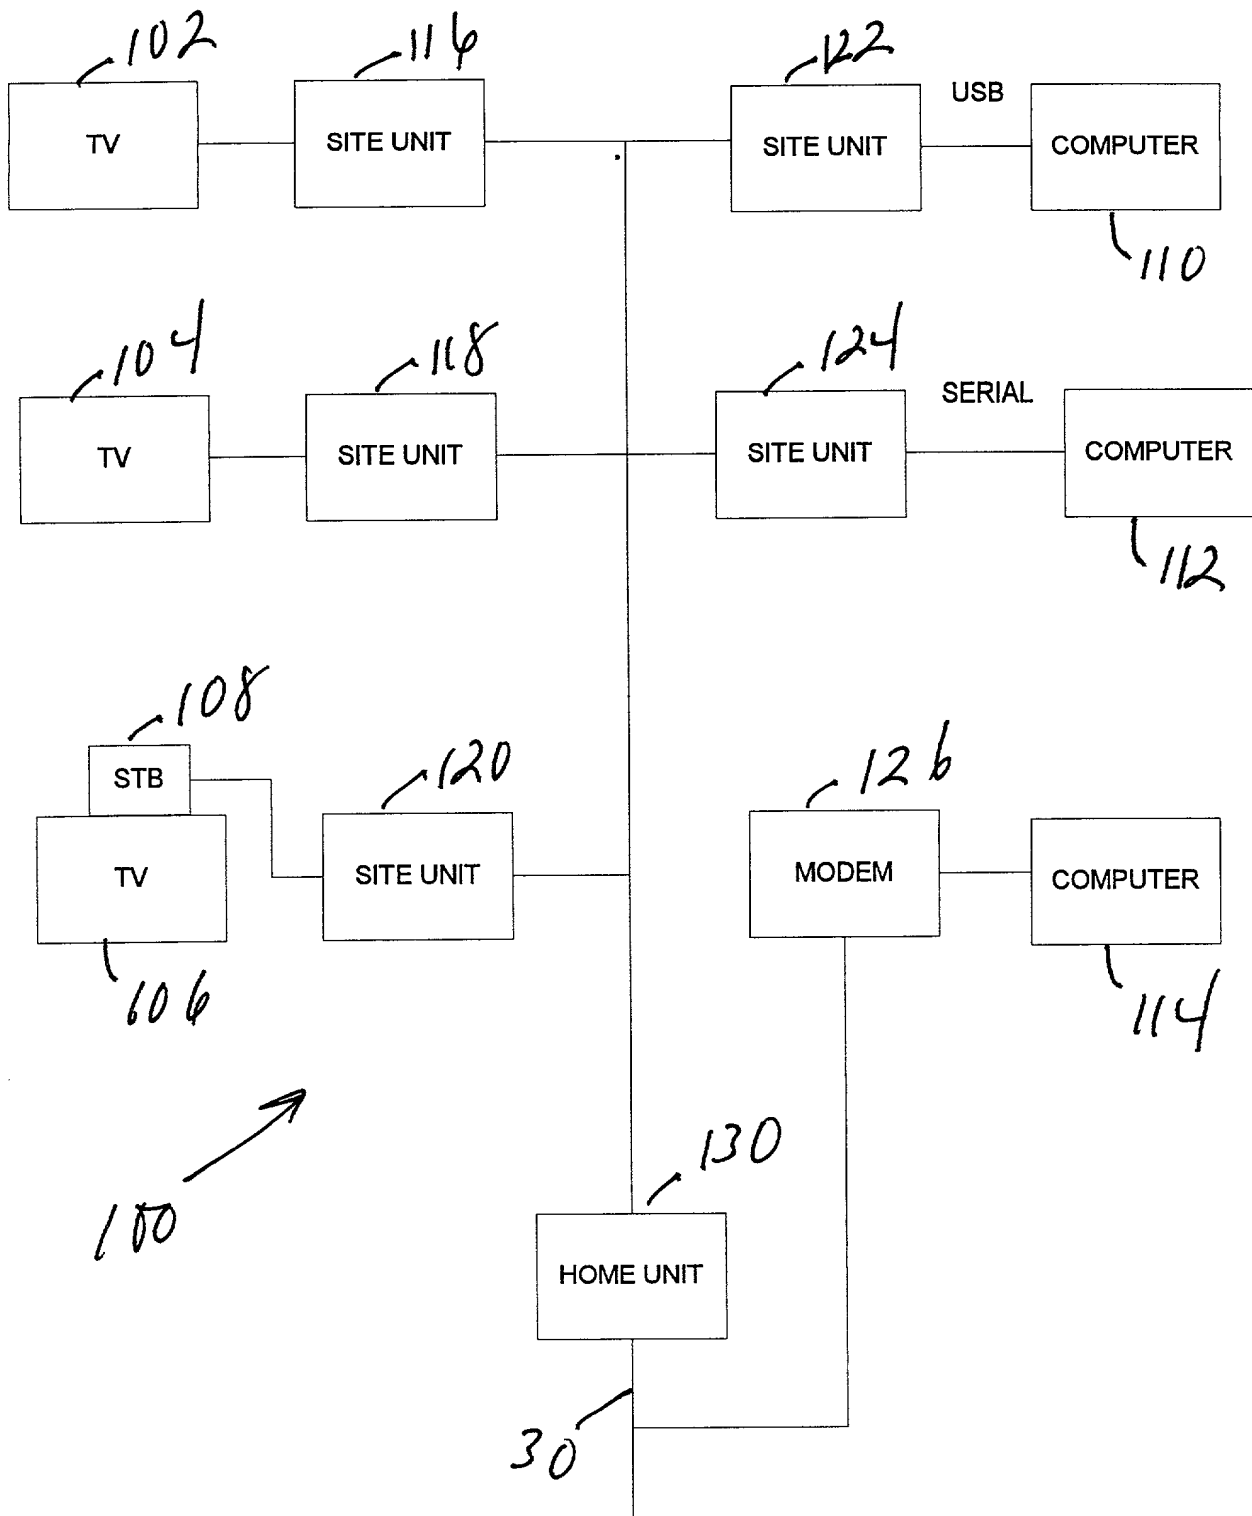 102
116
122
TV
SITE UNIT
SITE UNIT
USB
COMPUTER
110
104
118
124
TV
SITE UNIT
SITE UNIT
SERIAL
COMPUTER
112
108
STB
TV
106
120
SITE UNIT
126
MODEM
COMPUTER
114
100
130
HOME UNIT
30